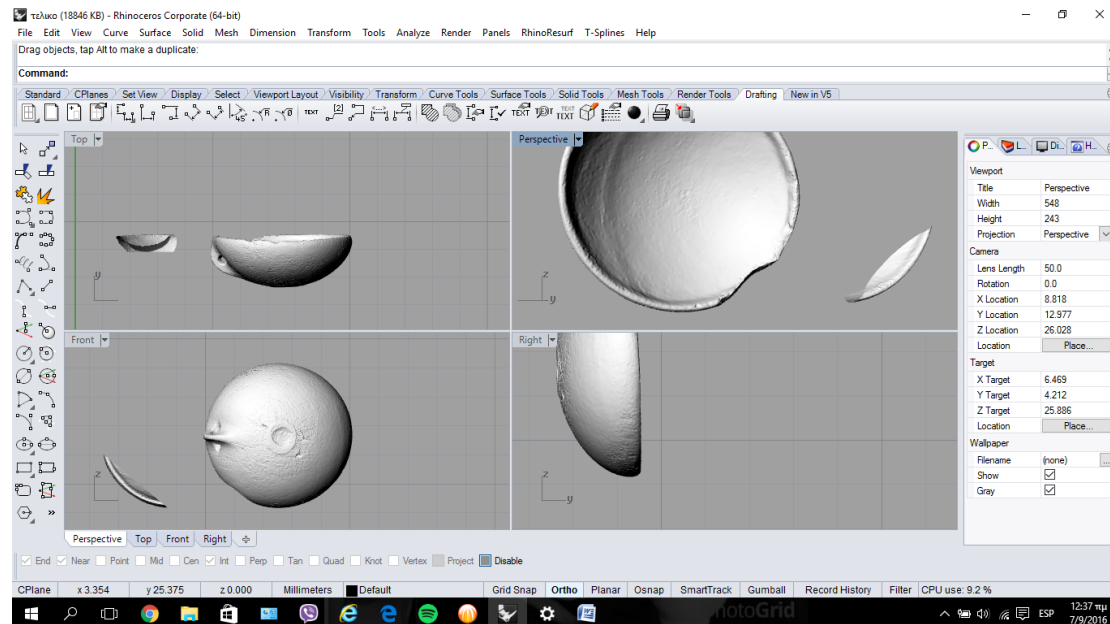 τελικο (18846 KB) - Rhinoceros Corporate (64-bit)
File Edit View Curve Surface Solid Mesh Dimension Transform Tools Analyze Render Panels RhinoResurf T-Splines Help
Drag objects, tap Alt to make a duplicate:
Command:
Standard CPlanes Set View Display Select Viewport Layout Visibility Transform Curve Tools Surface Tools Solid Tools Mesh Tools Render Tools Drafting New in V5
Top
Perspective
y
z
y
Front
Right
z
z
y
P... L... Di... H...
Viewport
Title Perspective
Width 548
Height 243
Projection Perspective
Camera
Lens Length 50.0
Rotation 0.0
X Location 8.818
Y Location 12.977
Z Location 26.028
Location Place...
Target
X Target 6.469
Y Target 4.212
Z Target 25.886
Location Place...
Wallpaper
Filename (none) ...
Show
Gray
Perspective Top Front Right
End Near Point Mid Cen Int Perp Tan Quad Knot Vertex Project Disable
CPlane x 3.354 y 25.375 z 0.000 Millimeters Default Grid Snap Ortho Planar Osnap SmartTrack Gumball Record History Filter CPU use: 9.2 %
ESP
12:37 πμ
7/9/2016